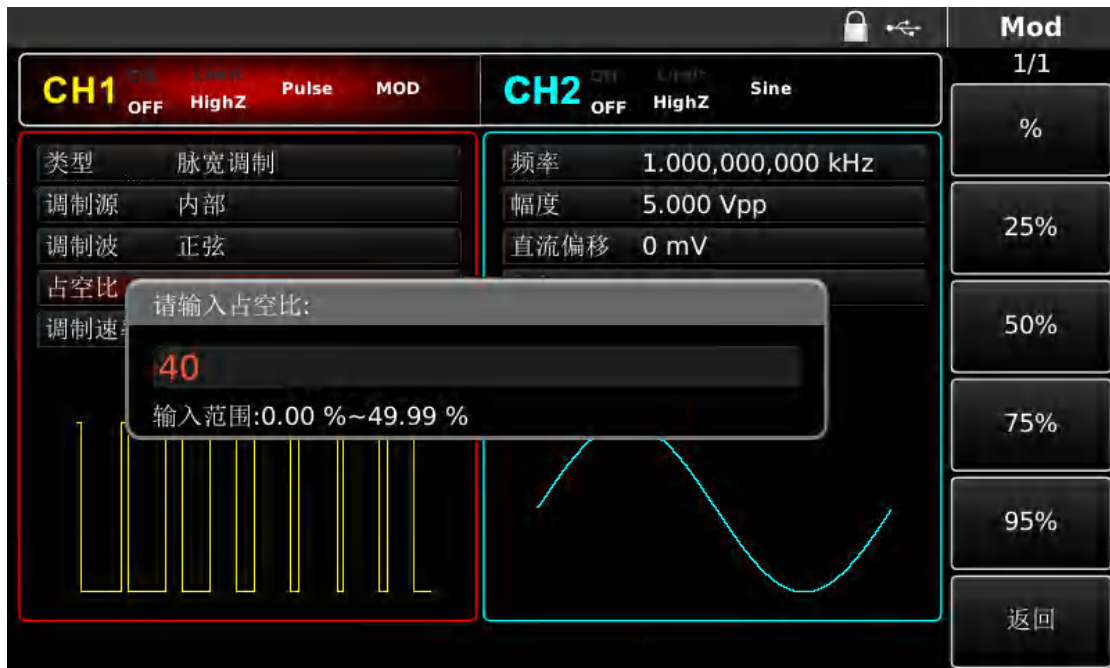 Mod
1/1
CH1 OFF HighZ Pulse MOD
CH2 OFF HighZ Sine
类型 脉宽调制
调制源 内部
调制波 正弦
占空比
调制速
频率 1.000,000,000 kHz
幅度 5.000 Vpp
直流偏移 0 mV
请输入占空比:
40
输入范围:0.00 %~49.99 %
%
25%
50%
75%
95%
返回